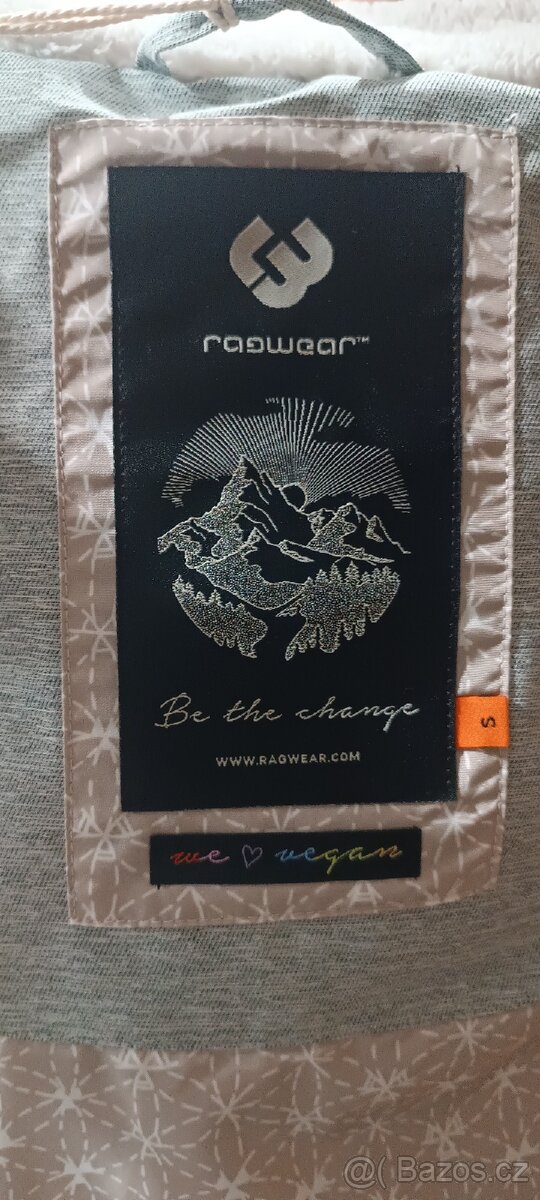 ragwear™
Be the change
WWW.RAGWEAR.COM
S
we ♡ vegan
@( Bazos.cz